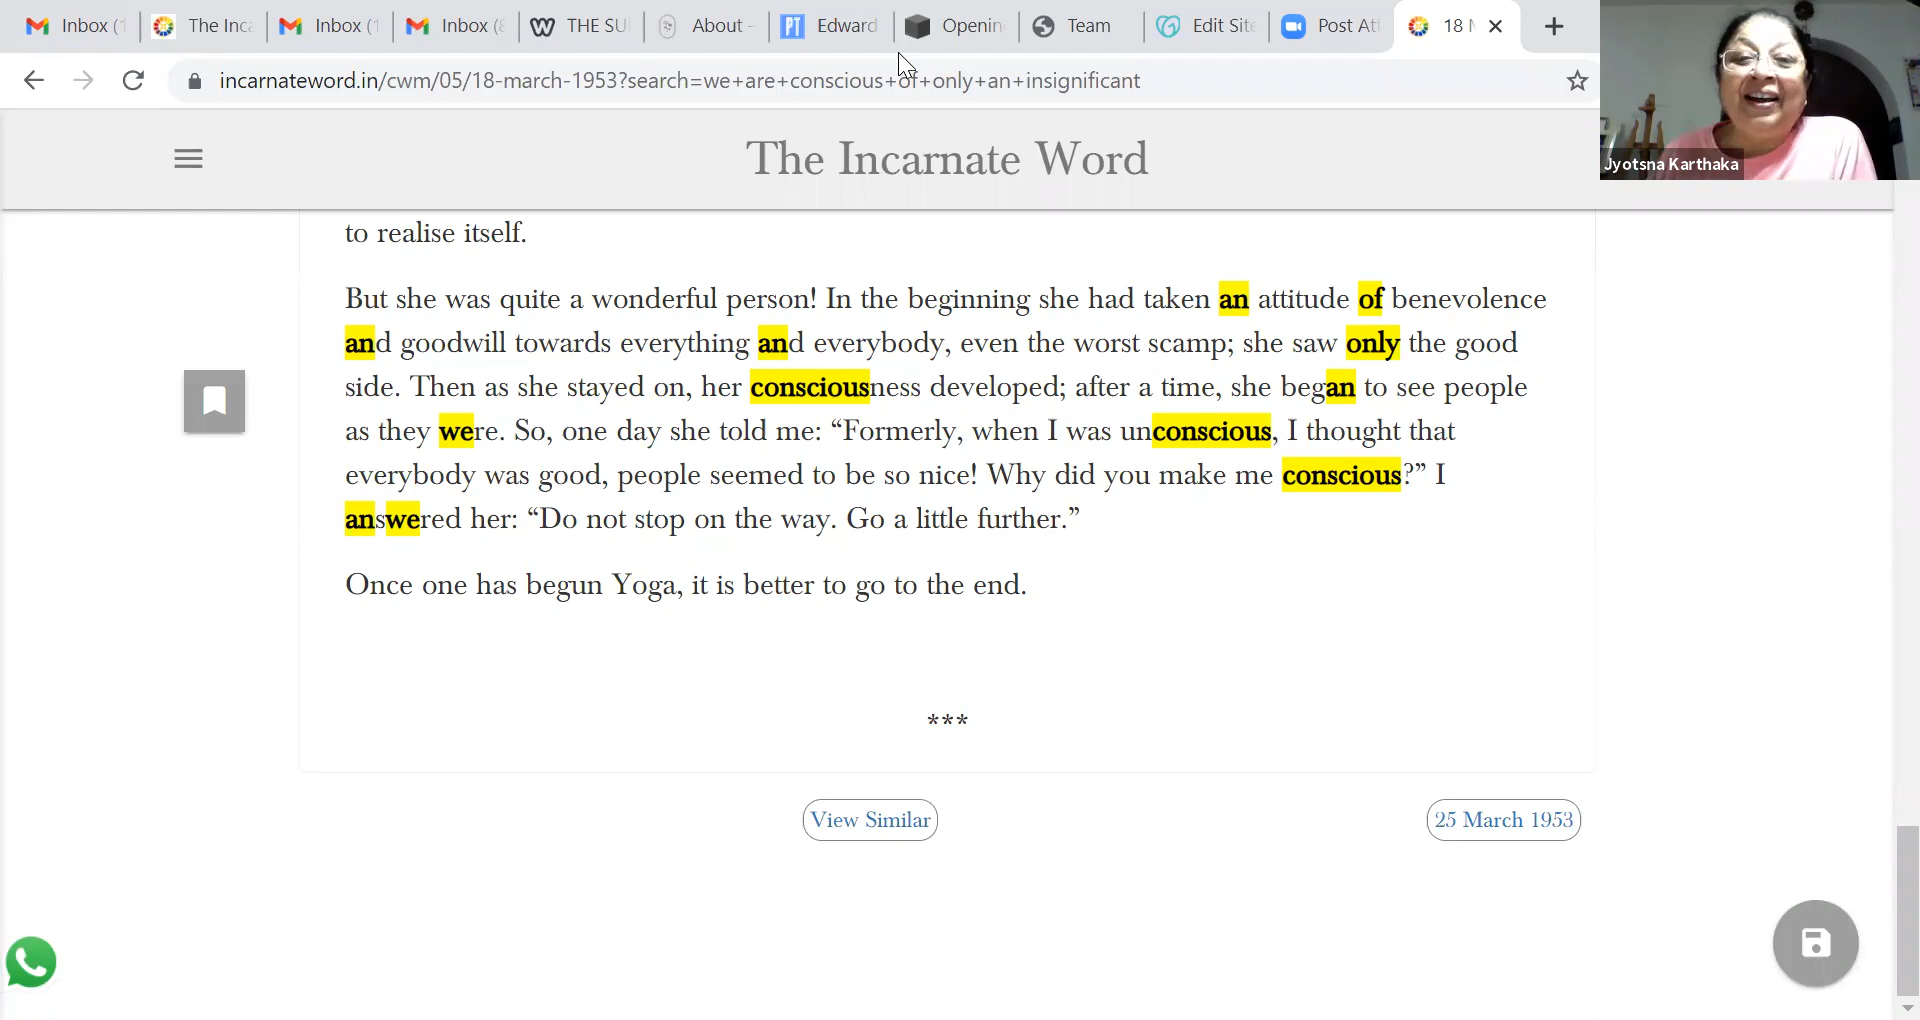 Inbox (1
The Inca
Inbox (1
Inbox (8
THE SU
About -
Edward
Opening
Team
Edit Site
Post Att
18 M
incarnateword.in/cwm/05/18-march-1953?search=we+are+conscious+of+only+an+insignificant
The Incarnate Word
Jyotsna Karthaka
to realise itself.
But she was quite a wonderful person! In the beginning she had taken an attitude of benevolence
and goodwill towards everything and everybody, even the worst scamp; she saw only the good
side. Then as she stayed on, her consciousness developed; after a time, she began to see people
as they were. So, one day she told me: “Formerly, when I was unconscious, I thought that
everybody was good, people seemed to be so nice! Why did you make me conscious?” I
answered her: “Do not stop on the way. Go a little further.”
Once one has begun Yoga, it is better to go to the end.
***
View Similar
25 March 1953